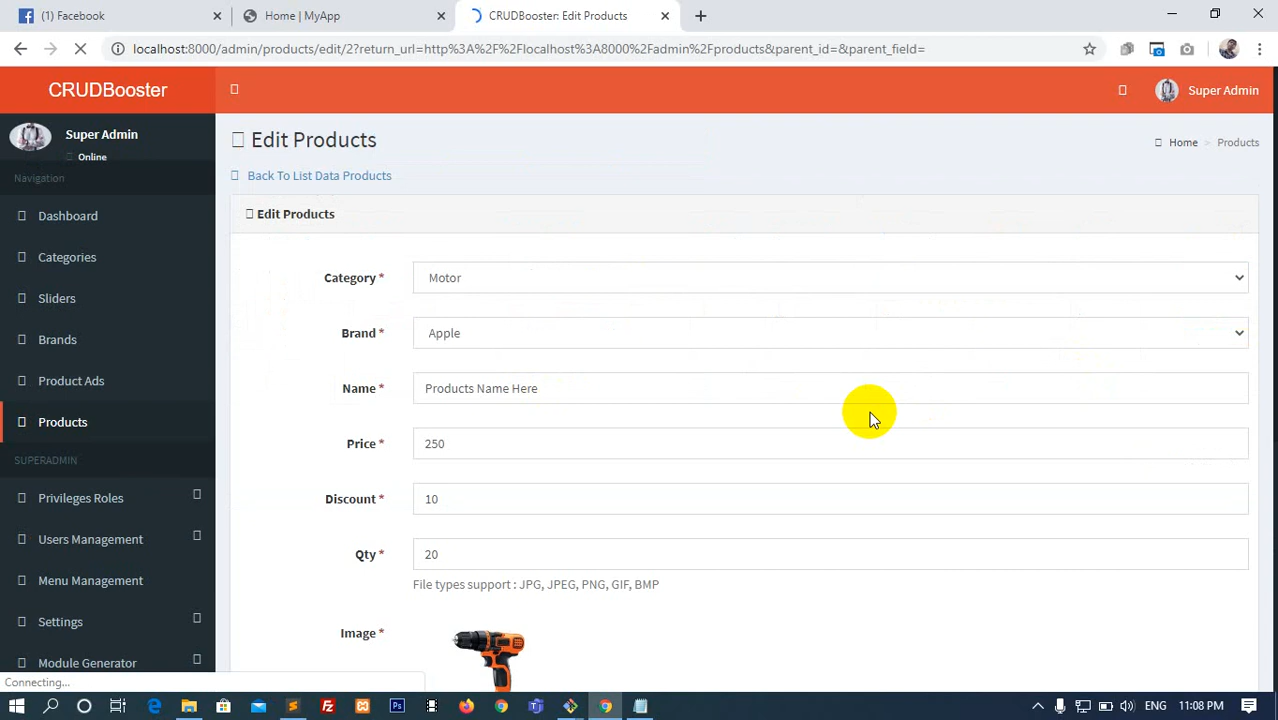 (1) Facebook
Home | MyApp
CRUDBooster: Edit Products
localhost:8000/admin/products/edit/2?return_url=http%3A%2F%2Flocalhost%3A8000%2Fadmin%2Fproducts&parent_id=&parent_field=
CRUDBooster
Super Admin
Super Admin
Online
Navigation
Dashboard
Categories
Sliders
Brands
Product Ads
Products
SUPERADMIN
Privileges Roles
Users Management
Menu Management
Settings
Module Generator
Edit Products
Home > Products
Back To List Data Products
Edit Products
Category * Motor
Brand * Apple
Name * Products Name Here
Price * 250
Discount * 10
Qty * 20
File types support : JPG, JPEG, PNG, GIF, BMP
Image *
Connecting...
ENG 11:08 PM